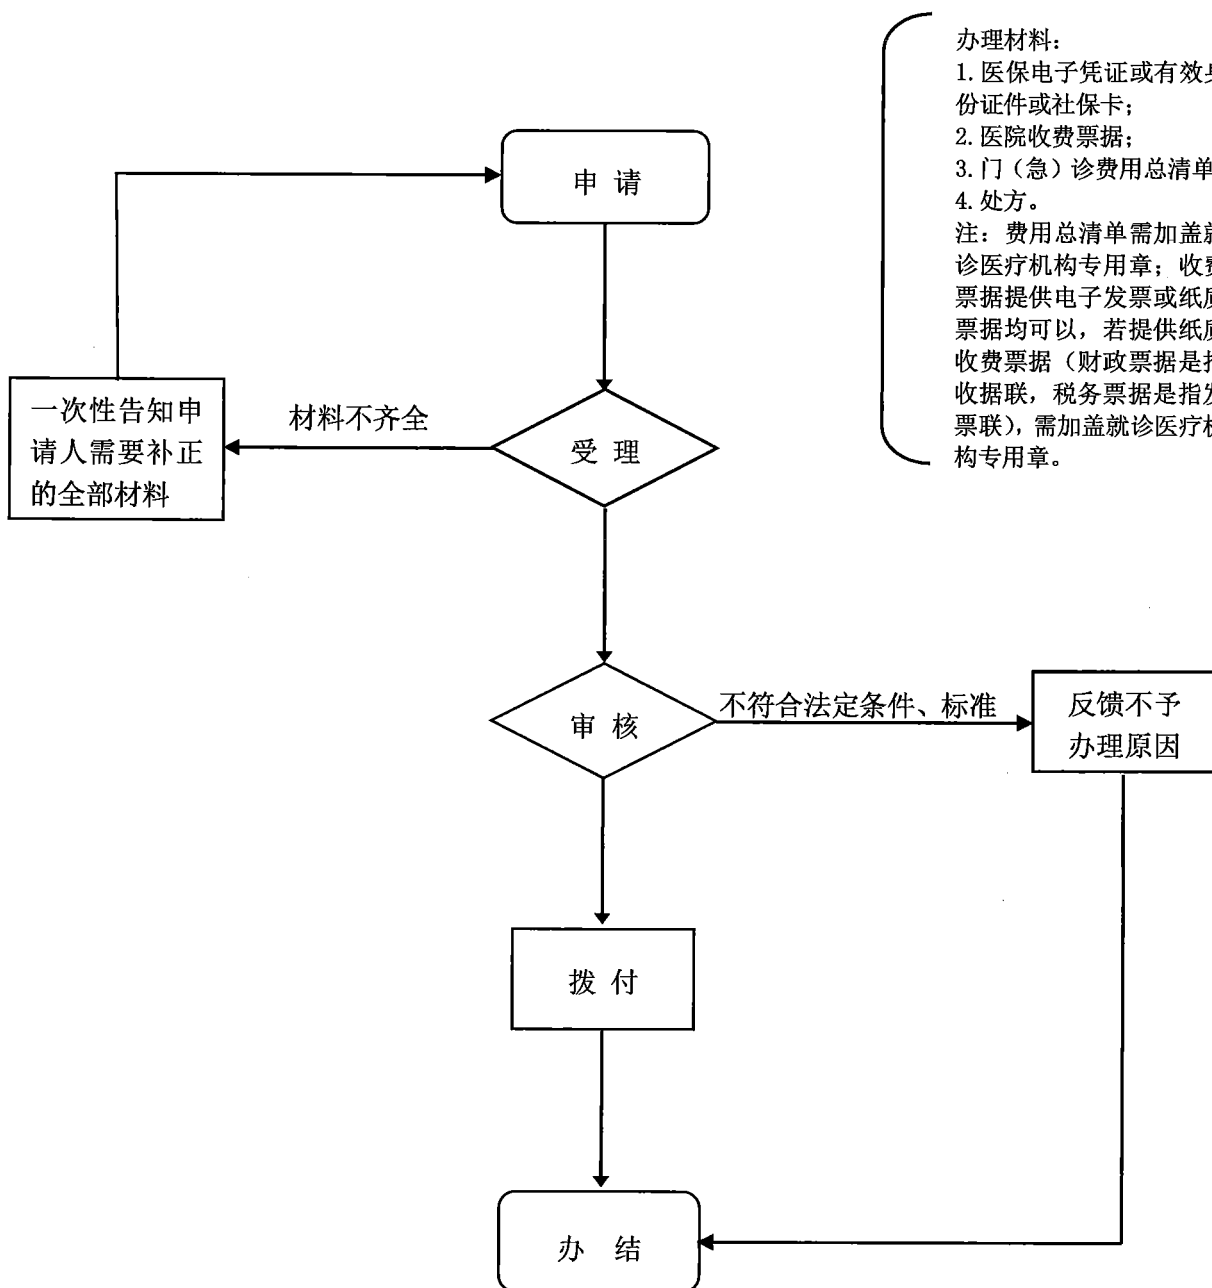 办理材料：
1.医保电子凭证或有效
份证件或社保卡；
2.医院收费票据；
3.门（急）诊费用总清单
4.处方。
注：费用总清单需加盖
诊医疗机构专用章；收
票据提供电子发票或纸
票据均可以，若提供纸
收费票据（财政票据是
收据联，税务票据是指
票联），需加盖就诊医疗
构专用章。
申 请
材料不齐全
一次性告知申
请人需要补正
的全部材料
受 理
审 核
不符合法定条件、标准
反馈不予
办理原因
拨 付
办 结